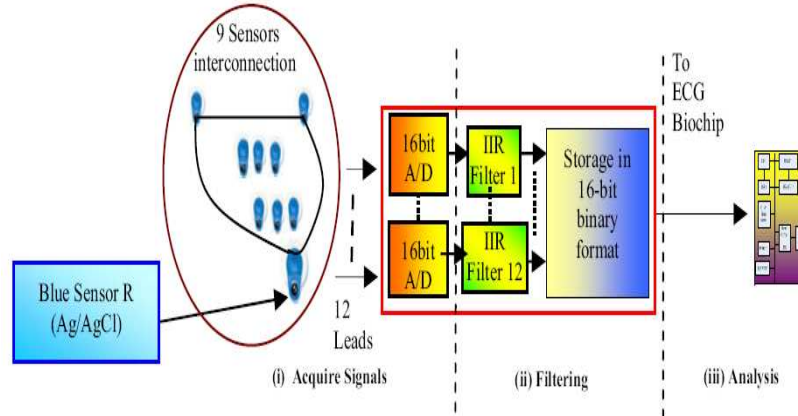 9 Sensors
interconnection
Blue Sensor R
(Ag/AgCl)
12
Leads
16bit
A/D
16bit
A/D
IIR
Filter 1
IIR
Filter 12
Storage in
16-bit
binary
format
To
ECG
Biochip
(i) Acquire Signals
(ii) Filtering
(iii) Analysis